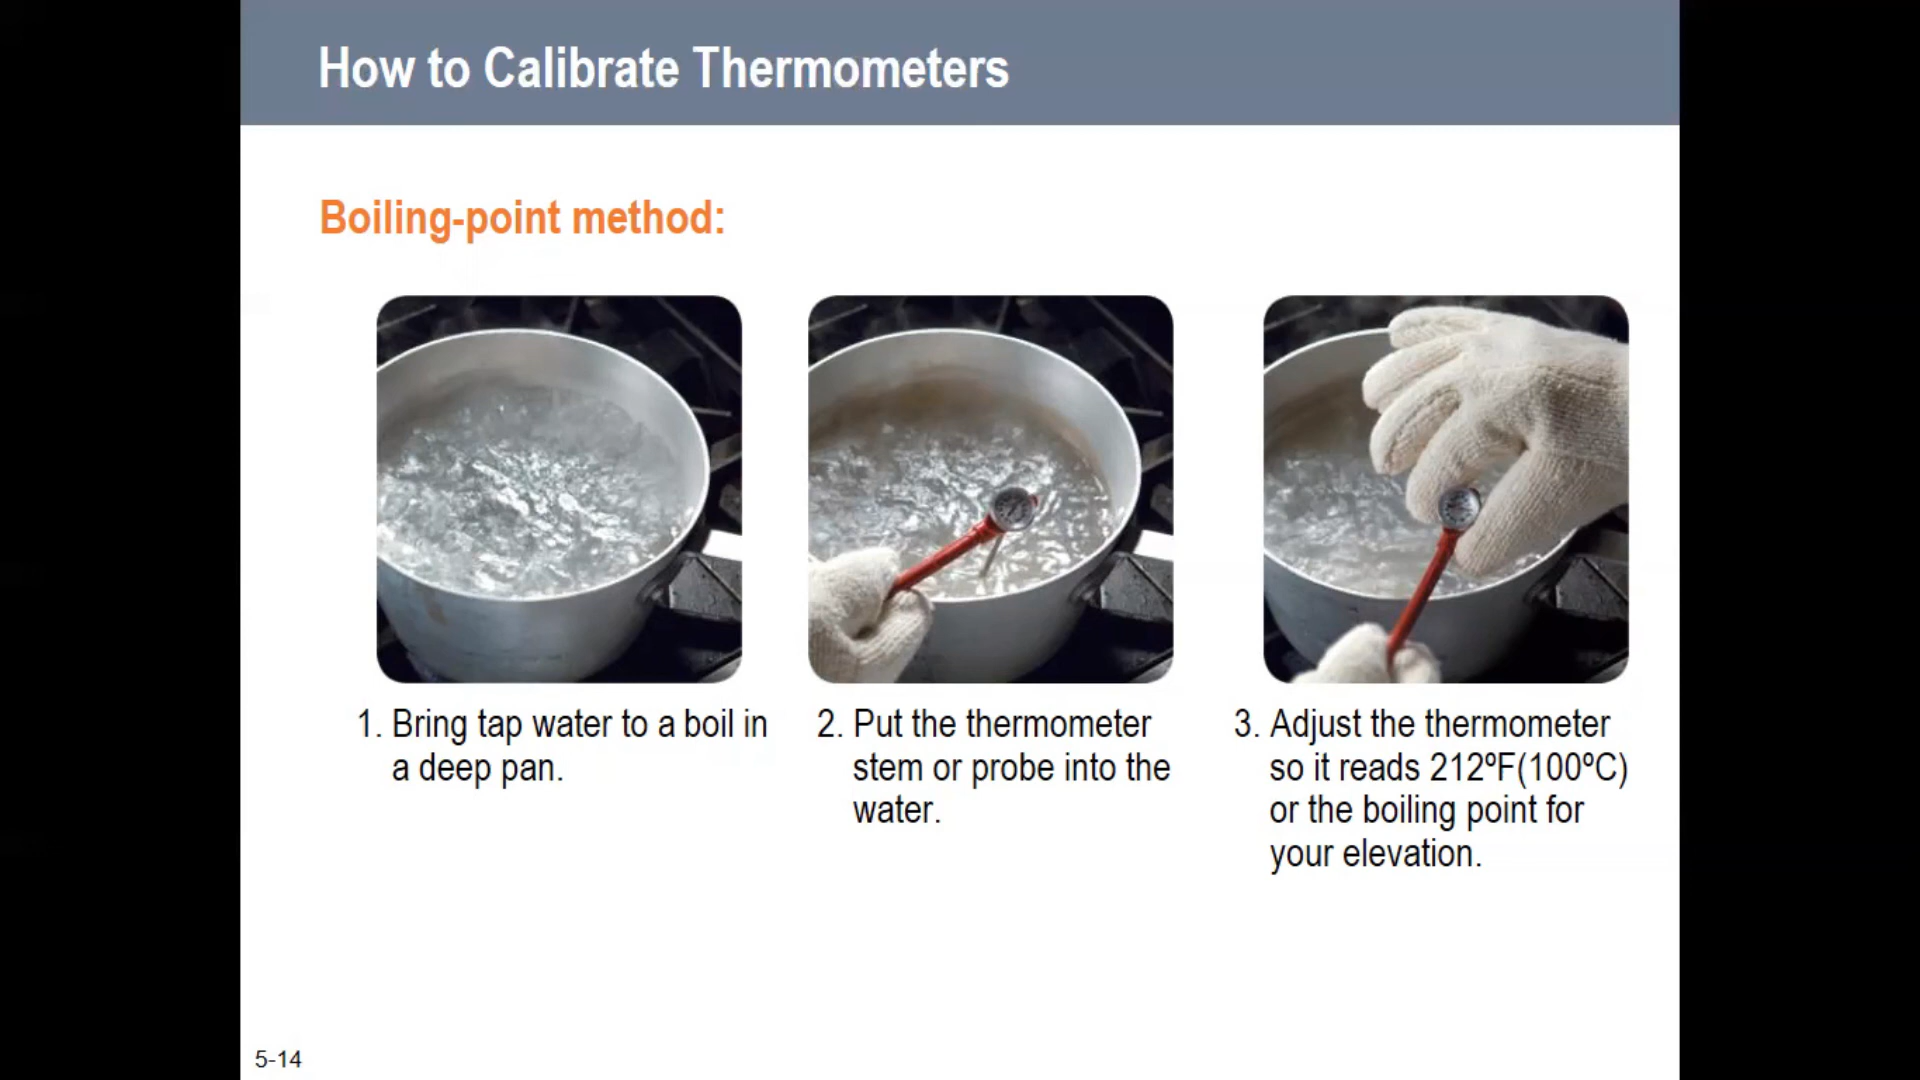 How to Calibrate Thermometers
Boiling-point method:
1. Bring tap water to a boil in
a deep pan.
2. Put the thermometer
stem or probe into the
water.
3. Adjust the thermometer
so it reads 212ºF(100ºC)
or the boiling point for
your elevation.
5-14